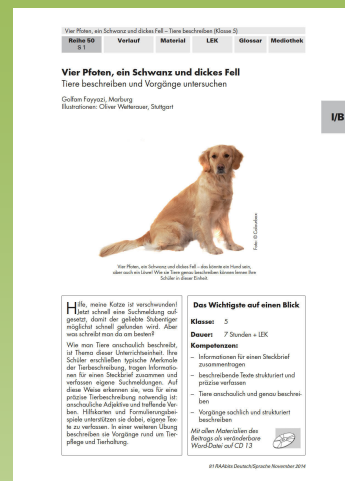 Vier Pfoten, ein Schwanz und dickes Fell – Tiere beschreiben (Klasse 5)
Reihe 50 Verlauf Material LEK Glossar Mediothek
S 1
Vier Pfoten, ein Schwanz und dickes Fell
Tiere beschreiben und Vorgänge untersuchen
Golfam Fayyazi, Marburg
Illustrationen: Oliver Wetterauer, Stuttgart
I/B
Foto: © Colourbox
Vier Pfoten, ein Schwanz und dickes Fell – das könnte ein Hund sein,
aber auch ein Löwe! Wie sie Tiere genau beschreiben können lernen Ihre
Schüler in dieser Einheit.
Hilfe, meine Katze ist verschwunden!
Jetzt schnell eine Suchmeldung auf-
gesetzt, damit der geliebte Stubentiger
möglichst schnell gefunden wird. Aber
was schreibt man da am besten?
Wie man Tiere anschaulich beschreibt,
ist Thema dieser Unterrichtseinheit. Ihre
Schüler erschließen typische Merkmale
der Tierbeschreibung, tragen Informatio-
nen für einen Steckbrief zusammen und
verfassen eigene Suchmeldungen. Auf
diese Weise erkennen sie, was für eine
präzise Tierbeschreibung notwendig ist:
anschauliche Adjektive und treffende Ver-
ben. Hilfskarten und Formulierungsbei-
spiele unterstützen sie dabei, eigene Tex-
te zu verfassen. In einer weiteren Übung
beschreiben sie Vorgänge rund um Tier-
pflege und Tierhaltung.
Das Wichtigste auf einen Blick
Klasse: 5
Dauer: 7 Stunden + LEK
Kompetenzen:
– Informationen für einen Steckbrief
zusammentragen
– beschreibende Texte strukturiert und
präzise verfassen
– Tiere anschaulich und genau beschrei-
ben
– Vorgänge sachlich und strukturiert
beschreiben
Mit allen Materialien des
Beitrags als veränderbare
Word-Datei auf CD 13
81 RAAbits Deutsch/Sprache November 2014